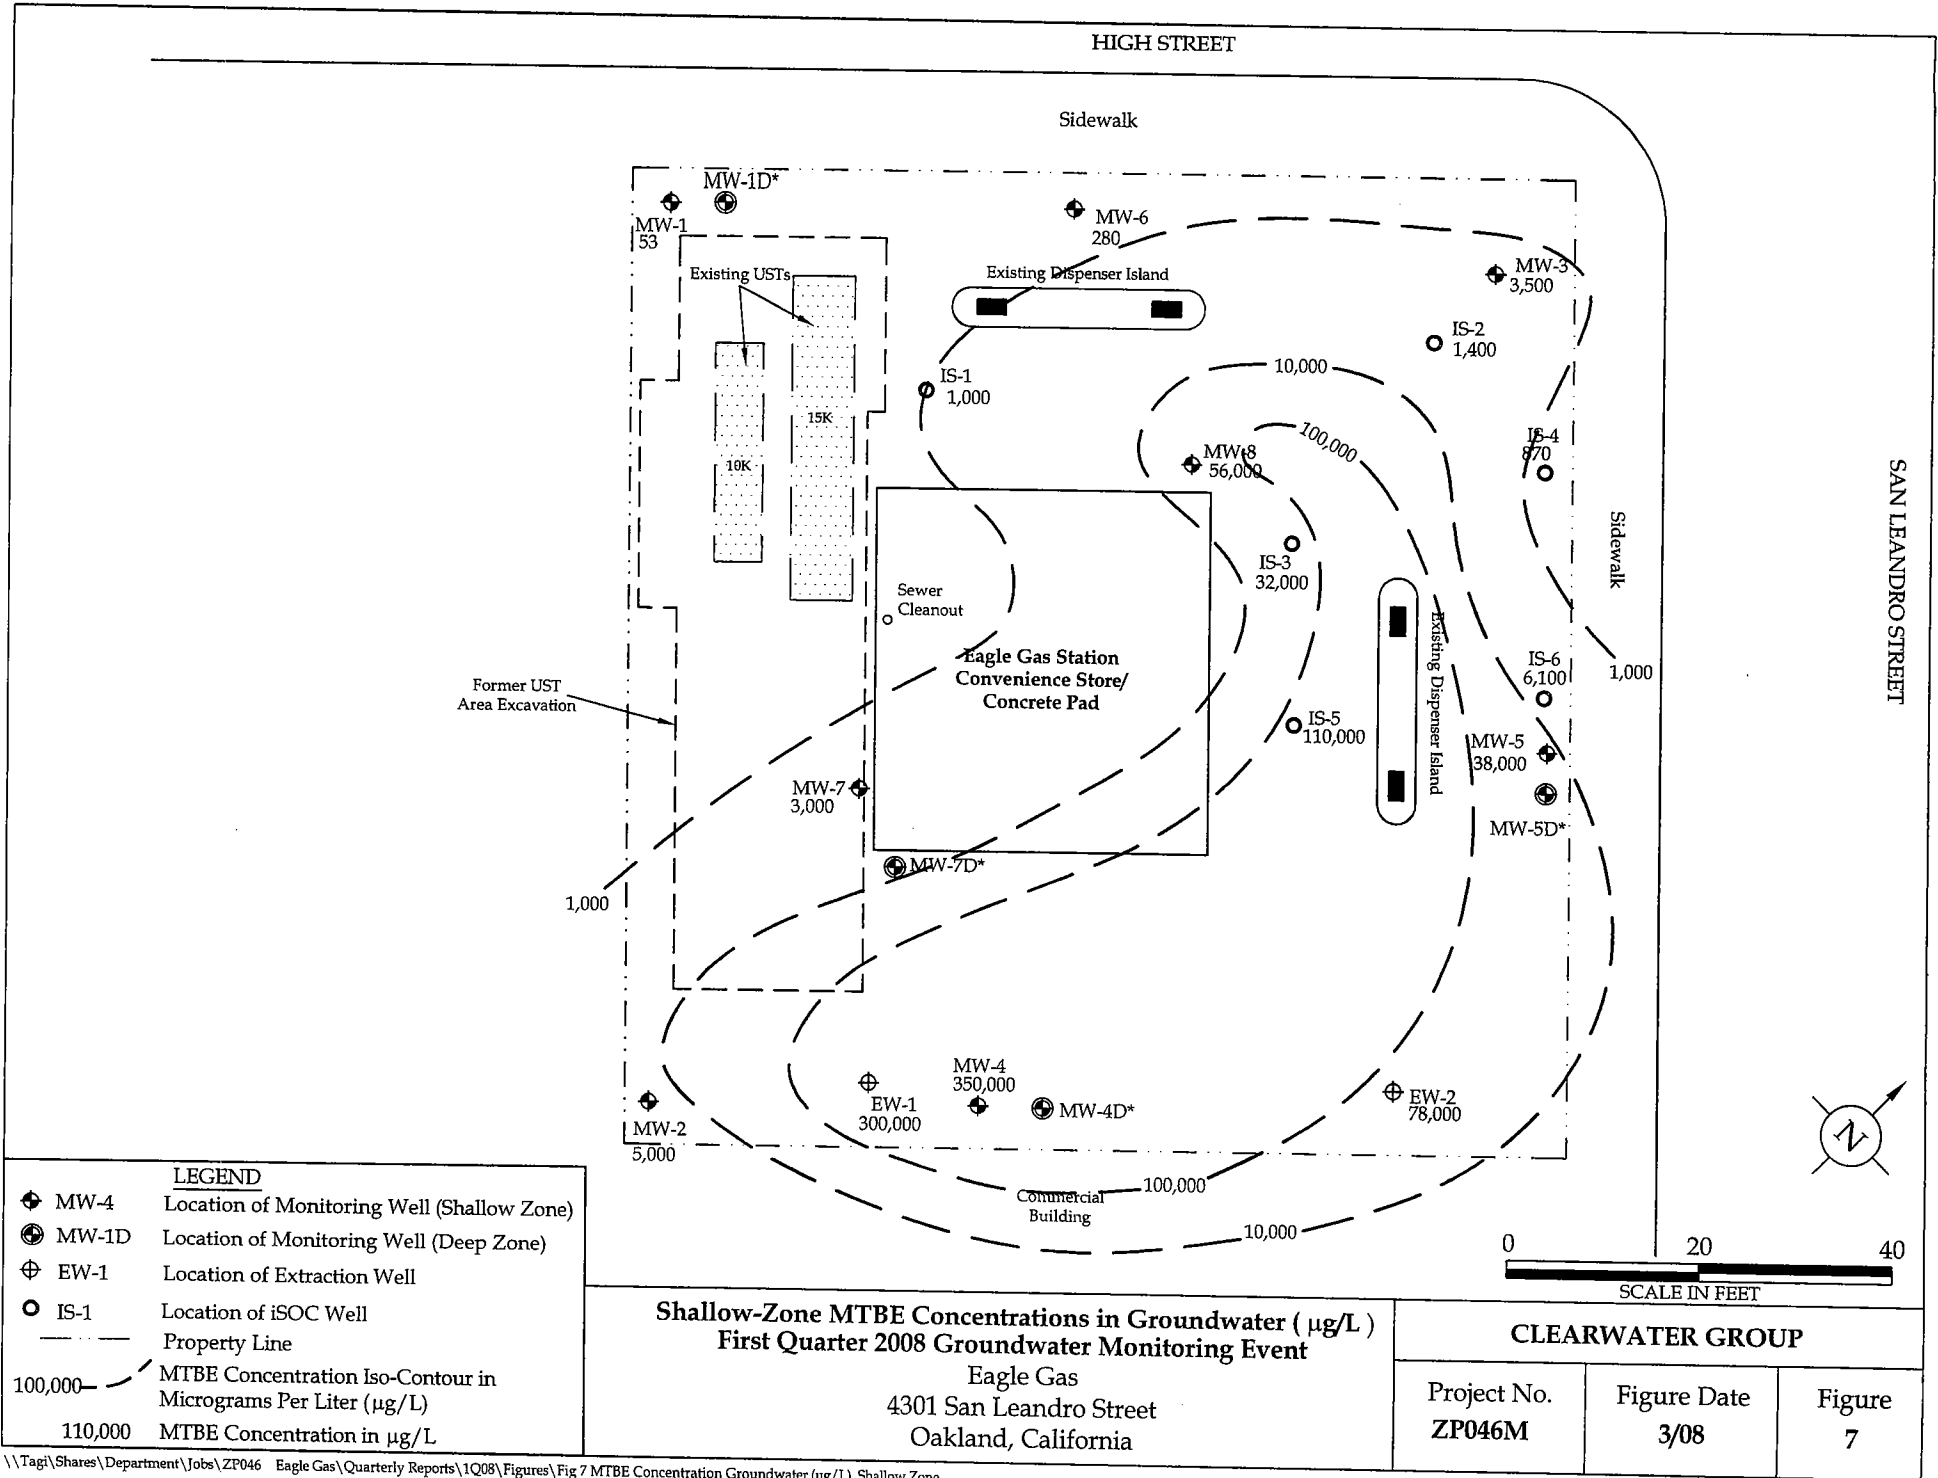 HIGH STREET
Sidewalk
MW-1D*
MW-1
53
MW-6
280
Existing USTs
Existing Dispenser Island
MW-3
3,500
IS-2
1,400
10,000
IS-1
1,000
15K
10K
100,000
MW-8
56,000
IS-4
870
SAN LEANDRO STREET
Sidewalk
IS-3
32,000
Sewer
Cleanout
Eagle Gas Station
Convenience Store/
Concrete Pad
Existing Dispenser Island
IS-6
6,100
1,000
Former UST
Area Excavation
IS-5
110,000
MW-5
38,000
MW-7
3,000
MW-5D*
MW-7D*
1,000
MW-4
350,000
EW-1
300,000
MW-4D*
EW-2
78,000
MW-2
5,000
N
100,000
Commercial
Building
10,000
0 20 40
SCALE IN FEET
LEGEND
MW-4 Location of Monitoring Well (Shallow Zone)
MW-1D Location of Monitoring Well (Deep Zone)
EW-1 Location of Extraction Well
IS-1 Location of iSOC Well
Property Line
100,000 MTBE Concentration Iso-Contour in
Micrograms Per Liter (µg/L)
110,000 MTBE Concentration in µg/L
Shallow-Zone MTBE Concentrations in Groundwater ( µg/L )
First Quarter 2008 Groundwater Monitoring Event
Eagle Gas
4301 San Leandro Street
Oakland, California
CLEARWATER GROUP
Project No.
ZP046M
Figure Date
3/08
Figure
7
\\Tagi\Shares\Department\Jobs\ZP046 Eagle Gas\Quarterly Reports\1Q08\Figures\Fig 7 MTBE Concentration Groundwater (ug/L) Shallow Zone